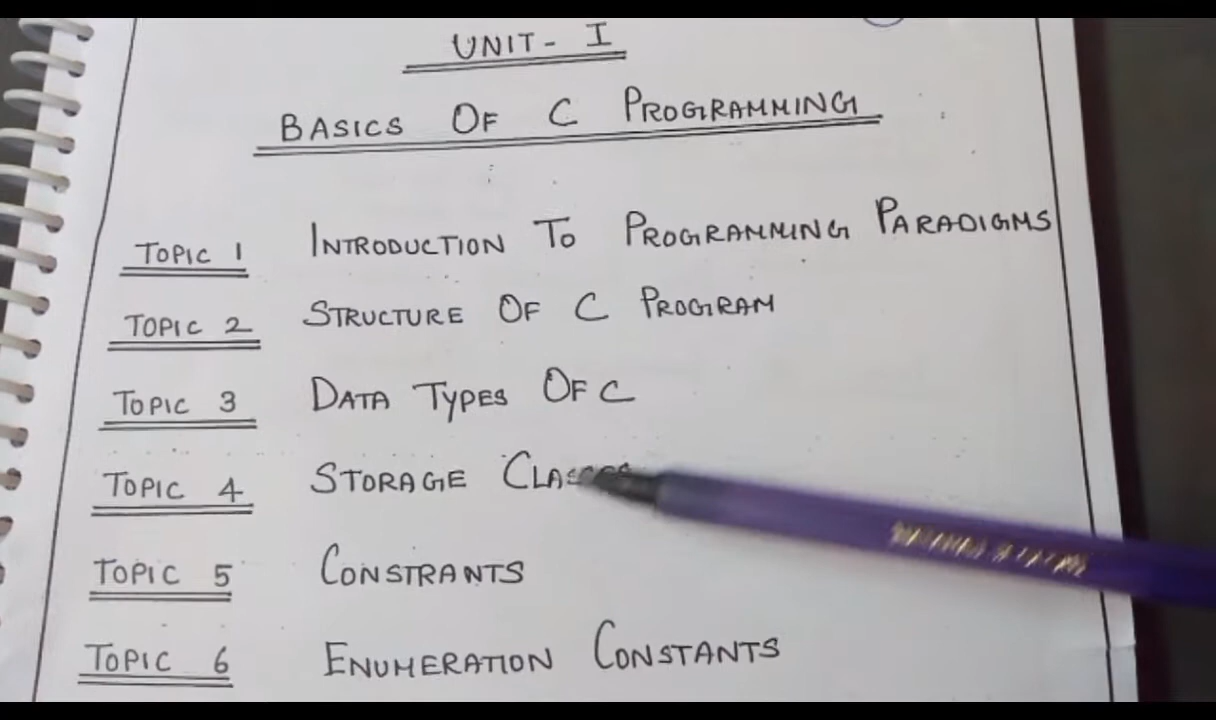 UNIT - I
BASICS OF C PROGRAMMING
TOPIC 1 INTRODUCTION TO PROGRAMMING PARADIGMS
TOPIC 2 STRUCTURE OF C PROGRAM
TOPIC 3 DATA TYPES OF C
TOPIC 4 STORAGE CLASSES
TOPIC 5 CONSTRANTS
TOPIC 6 ENUMERATION CONSTANTS